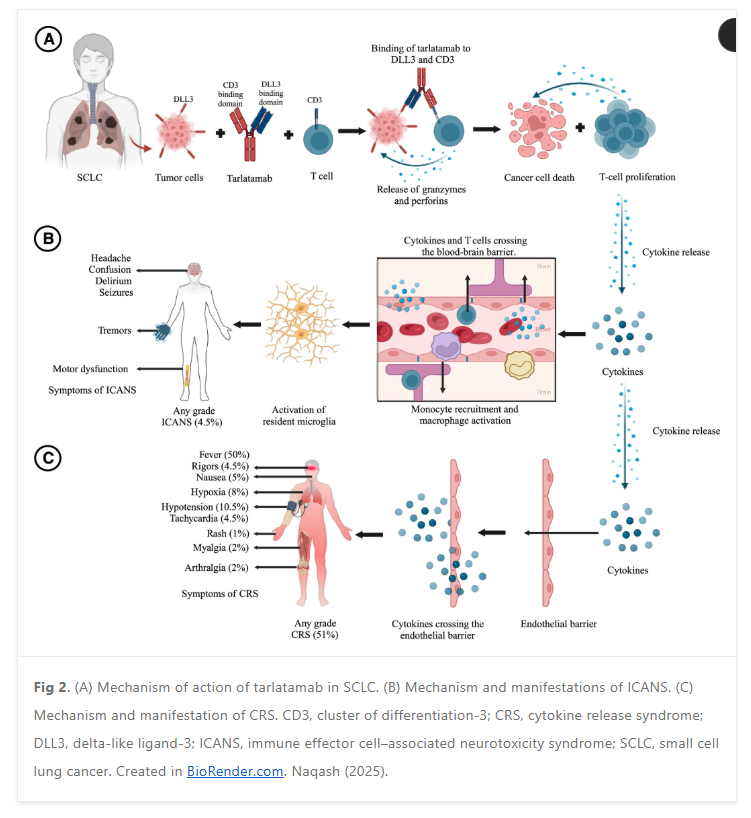 A
SCLC
DLL3
Tumor cells
CD3
binding
domain
DLL3
binding
domain
Tarlatamab
CD3
T cell
Binding of tarlatamab to
DLL3 and CD3
Release of granzymes
and perforins
Cancer cell death
T-cell proliferation
Cytokine release
B
Headache
Confusion
Delirium
Seizures
Tremors
Motor dysfunction
Symptoms of ICANS
Any grade
ICANS (4.5%)
Activation of
resident microglia
Cytokines and T cells crossing
the blood-brain barrier.
Brain
Blood
Brain
Monocyte recruitment and
macrophage activation
Cytokines
Cytokine release
C
Fever (50%)
Rigors (4.5%)
Nausea (5%)
Hypoxia (8%)
Hypotension (10.5%)
Tachycardia (4.5%)
Rash (1%)
Myalgia (2%)
Arthralgia (2%)
Symptoms of CRS
Any grade
CRS (51%)
Cytokines crossing the
endothelial barrier
Endothelial barrier
Cytokines
Fig 2. (A) Mechanism of action of tarlatamab in SCLC. (B) Mechanism and manifestations of ICANS. (C)
Mechanism and manifestation of CRS. CD3, cluster of differentiation-3; CRS, cytokine release syndrome;
DLL3, delta-like ligand-3; ICANS, immune effector cell–associated neurotoxicity syndrome; SCLC, small cell
lung cancer. Created in BioRender.com. Naqash (2025).